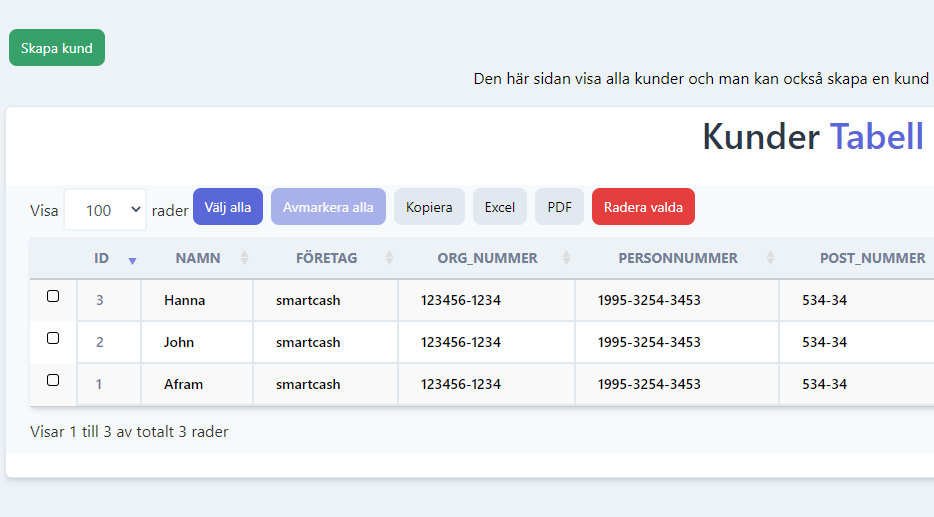 Skapa kund
Den här sidan visa alla kunder och man kan också skapa en kund
Kunder Tabell
Visa 100 rader Välj alla Avmarkera alla Kopiera Excel PDF Radera valda
ID NAMN FÖRETAG ORG_NUMMER PERSONNUMMER POST_NUMMER
3 Hanna smartcash 123456-1234 1995-3254-3453 534-34
2 John smartcash 123456-1234 1995-3254-3453 534-34
1 Afram smartcash 123456-1234 1995-3254-3453 534-34
Visar 1 till 3 av totalt 3 rader